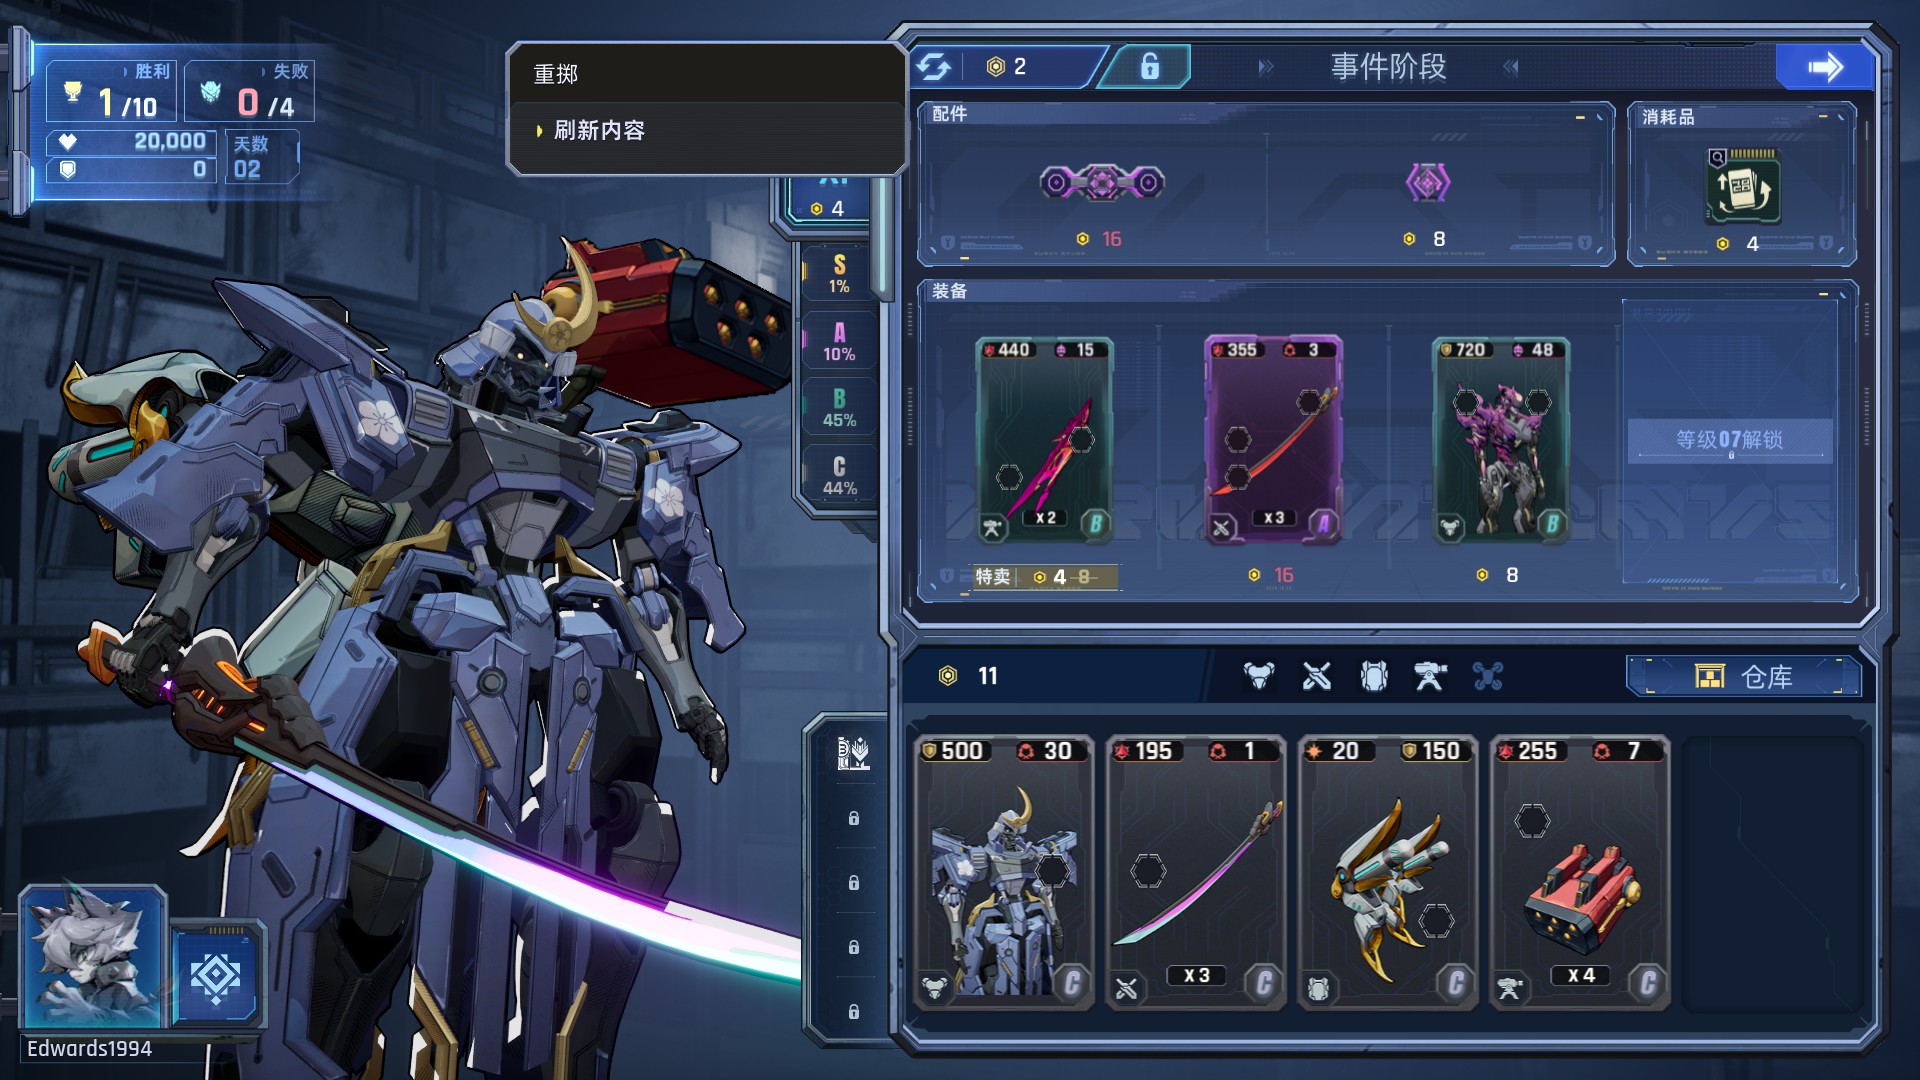 胜利
1/10
失败
0/4
20,000
0
天数
02
重掷
刷新内容
2
事件阶段
配件
16
8
消耗品
4
4
S
1%
A
10%
B
45%
C
44%
装备
440
15
x2
B
特卖
4
8
355
3
x3
A
16
720
48
B
8
等级07解锁
11
仓库
500
30
C
195
1
x3
C
20
150
C
255
7
x4
C
Edwards1994